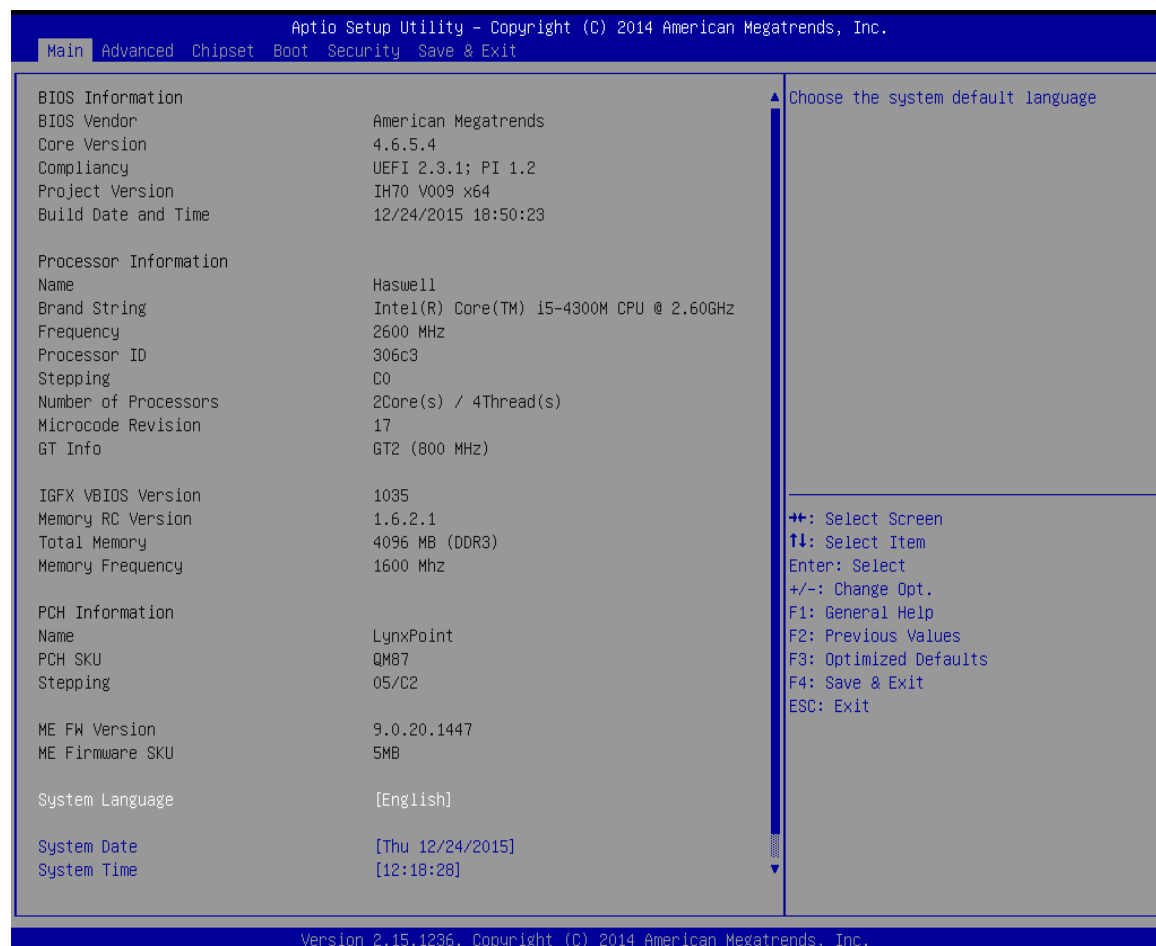 Aptio Setup Utility – Copyright (C) 2014 American Megatrends, Inc.
Main Advanced Chipset Boot Security Save & Exit
BIOS Information
BIOS Vendor American Megatrends
Core Version 4.6.5.4
Compliancy UEFI 2.3.1; PI 1.2
Project Version IH70 V009 x64
Build Date and Time 12/24/2015 18:50:23
Processor Information
Name Haswell
Brand String Intel(R) Core(TM) i5-4300M CPU @ 2.60GHz
Frequency 2600 MHz
Processor ID 306c3
Stepping C0
Number of Processors 2Core(s) / 4Thread(s)
Microcode Revision 17
GT Info GT2 (800 MHz)
IGFX VBIOS Version 1035
Memory RC Version 1.6.2.1
Total Memory 4096 MB (DDR3)
Memory Frequency 1600 Mhz
PCH Information
Name LynxPoint
PCH SKU QM87
Stepping 05/C2
ME FW Version 9.0.20.1447
ME Firmware SKU 5MB
System Language [English]
System Date [Thu 12/24/2015]
System Time [12:18:28]
Choose the system default language
→←: Select Screen
↑↓: Select Item
Enter: Select
+/-: Change Opt.
F1: General Help
F2: Previous Values
F3: Optimized Defaults
F4: Save & Exit
ESC: Exit
Version 2.15.1236. Copyright (C) 2014 American Megatrends, Inc.